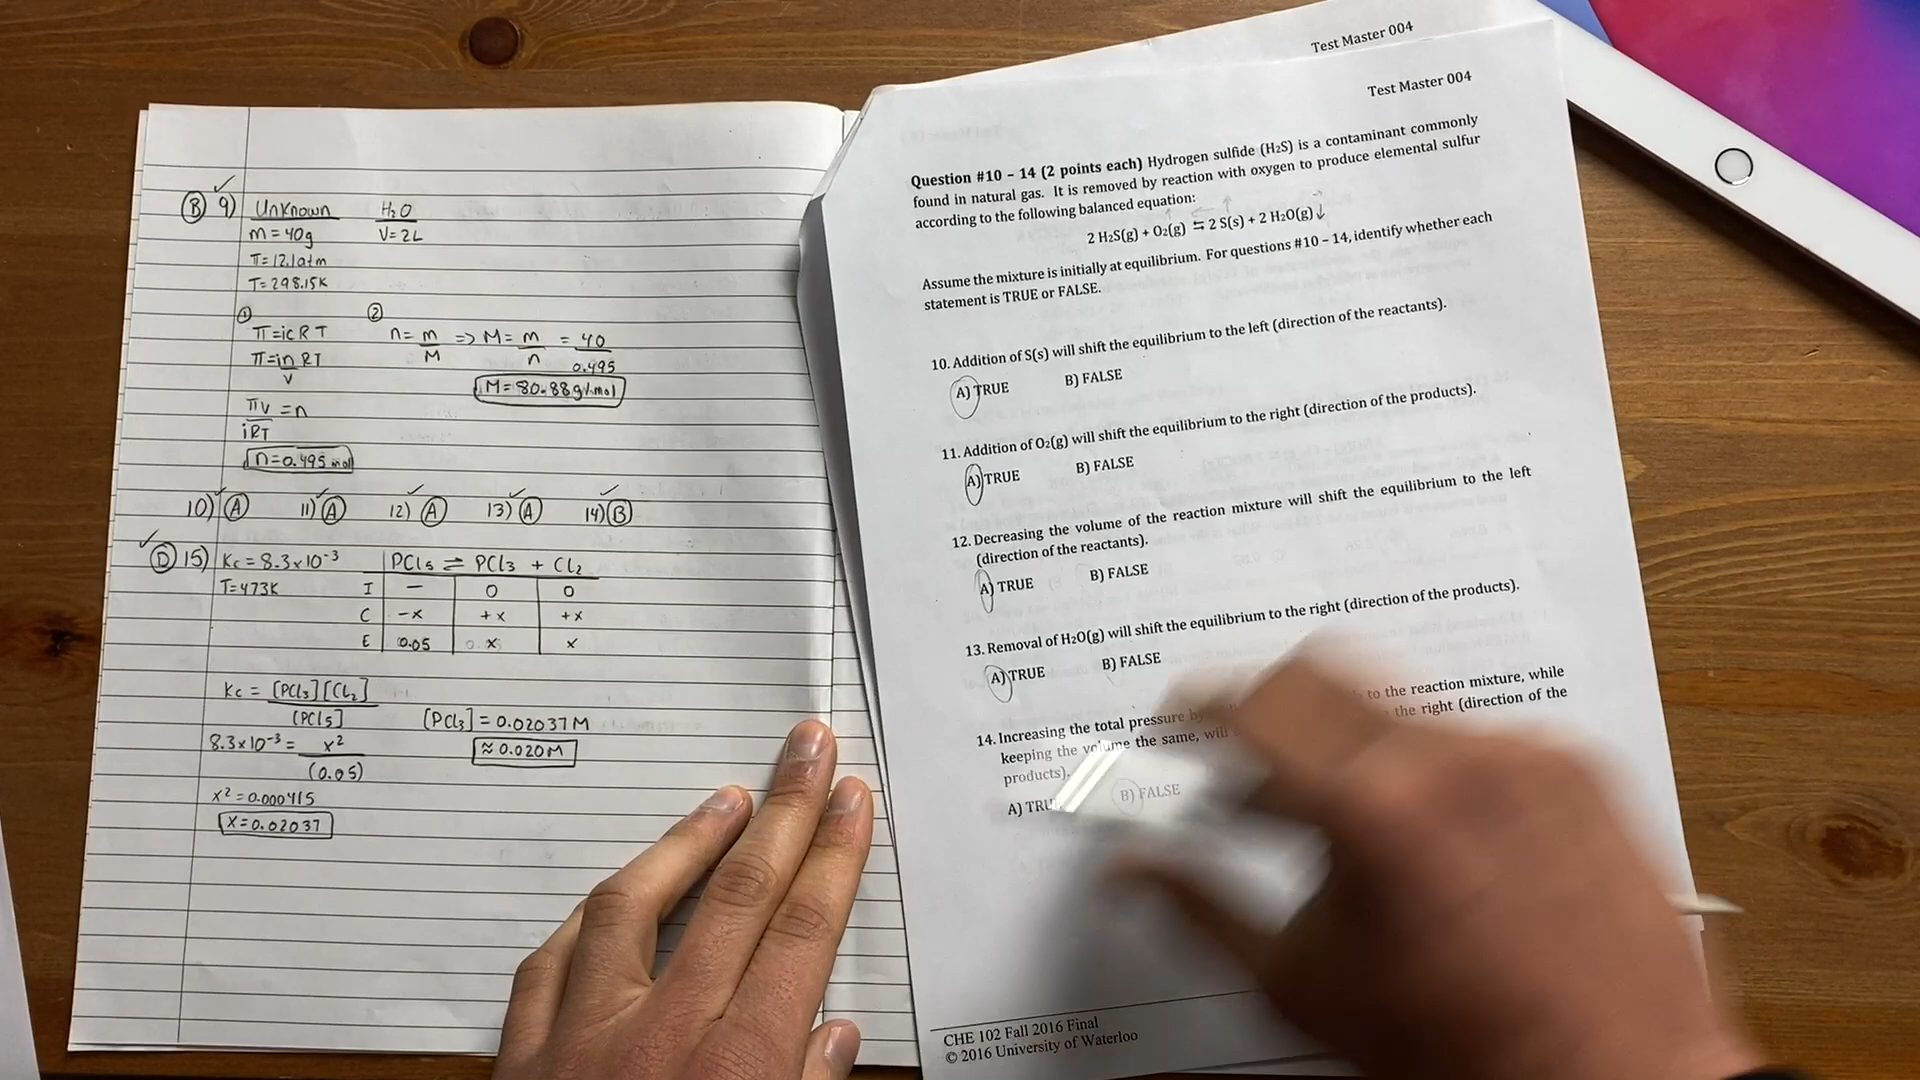 B 9) Unknown H₂O
m = 40g V = 2L
π = 12.1atm
T = 298.15K
① ②
π = icRT n = m/M => M = m/n = 40/0.495
π = i n/V RT M = 80.88g/mol
πV/iRT = n
n = 0.495 mol
10) A 11) A 12) A 13) A 14) B
D 15) Kc = 8.3x10⁻³ PCl₅ ⇌ PCl₃ + Cl₂
T = 473K I — 0 0
C -x +x +x
E 0.05 x x
Kc = [PCl₃][Cl₂]/[PCl₅] [PCl₃] = 0.02037M
8.3x10⁻³ = x²/(0.05) ≈ 0.020M
x² = 0.000415
x = 0.02037
Test Master 004
Test Master 004
Question #10 – 14 (2 points each) Hydrogen sulfide (H₂S) is a contaminant commonly
found in natural gas. It is removed by reaction with oxygen to produce elemental sulfur
according to the following balanced equation:
2 H₂S(g) + O₂(g) ⇆ 2 S(s) + 2 H₂O(g)
Assume the mixture is initially at equilibrium. For questions #10 – 14, identify whether each
statement is TRUE or FALSE.
10. Addition of S(s) will shift the equilibrium to the left (direction of the reactants).
A) TRUE B) FALSE
11. Addition of O₂(g) will shift the equilibrium to the right (direction of the products).
A) TRUE B) FALSE
12. Decreasing the volume of the reaction mixture will shift the equilibrium to the left
(direction of the reactants).
A) TRUE B) FALSE
13. Removal of H₂O(g) will shift the equilibrium to the right (direction of the products).
A) TRUE B) FALSE
14. Increasing the total pressure to the reaction mixture, while
keeping the volume the same, will the right (direction of the
products).
A) TRU B) FALSE
CHE 102 Fall 2016 Final
© 2016 University of Waterloo